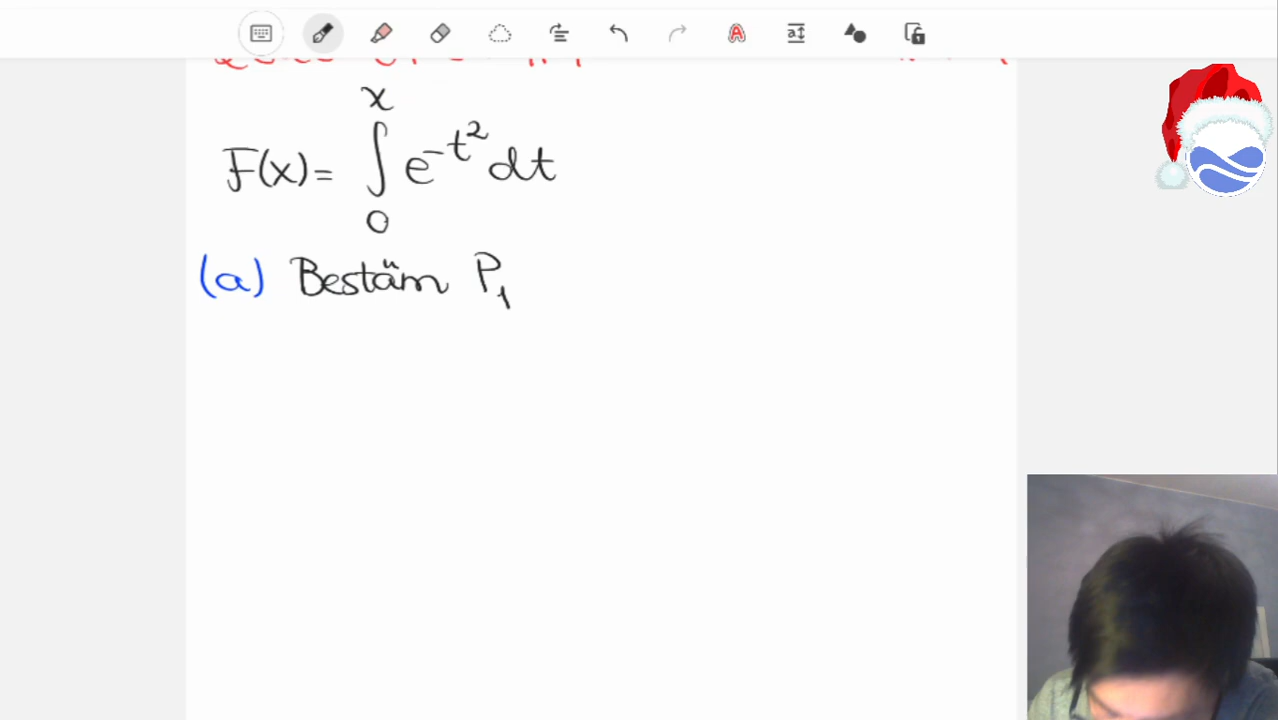 F(x)= ∫₀ˣ e^{-t²} dt
(a) Bestäm P₁